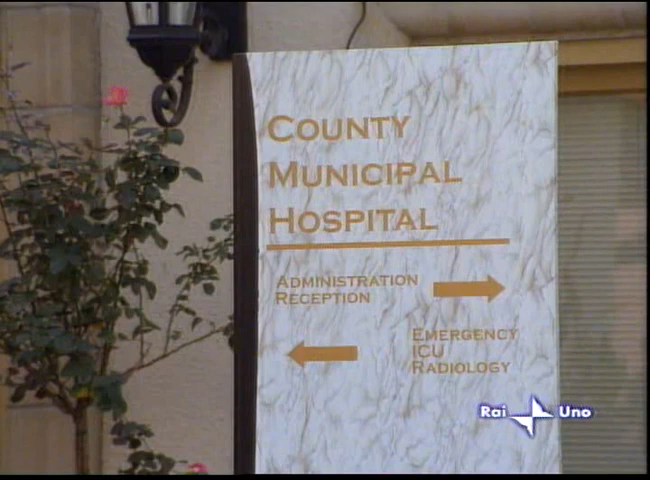 COUNTY
MUNICIPAL
HOSPITAL
ADMINISTRATION
RECEPTION
EMERGENCY
ICU
RADIOLOGY
Rai Uno